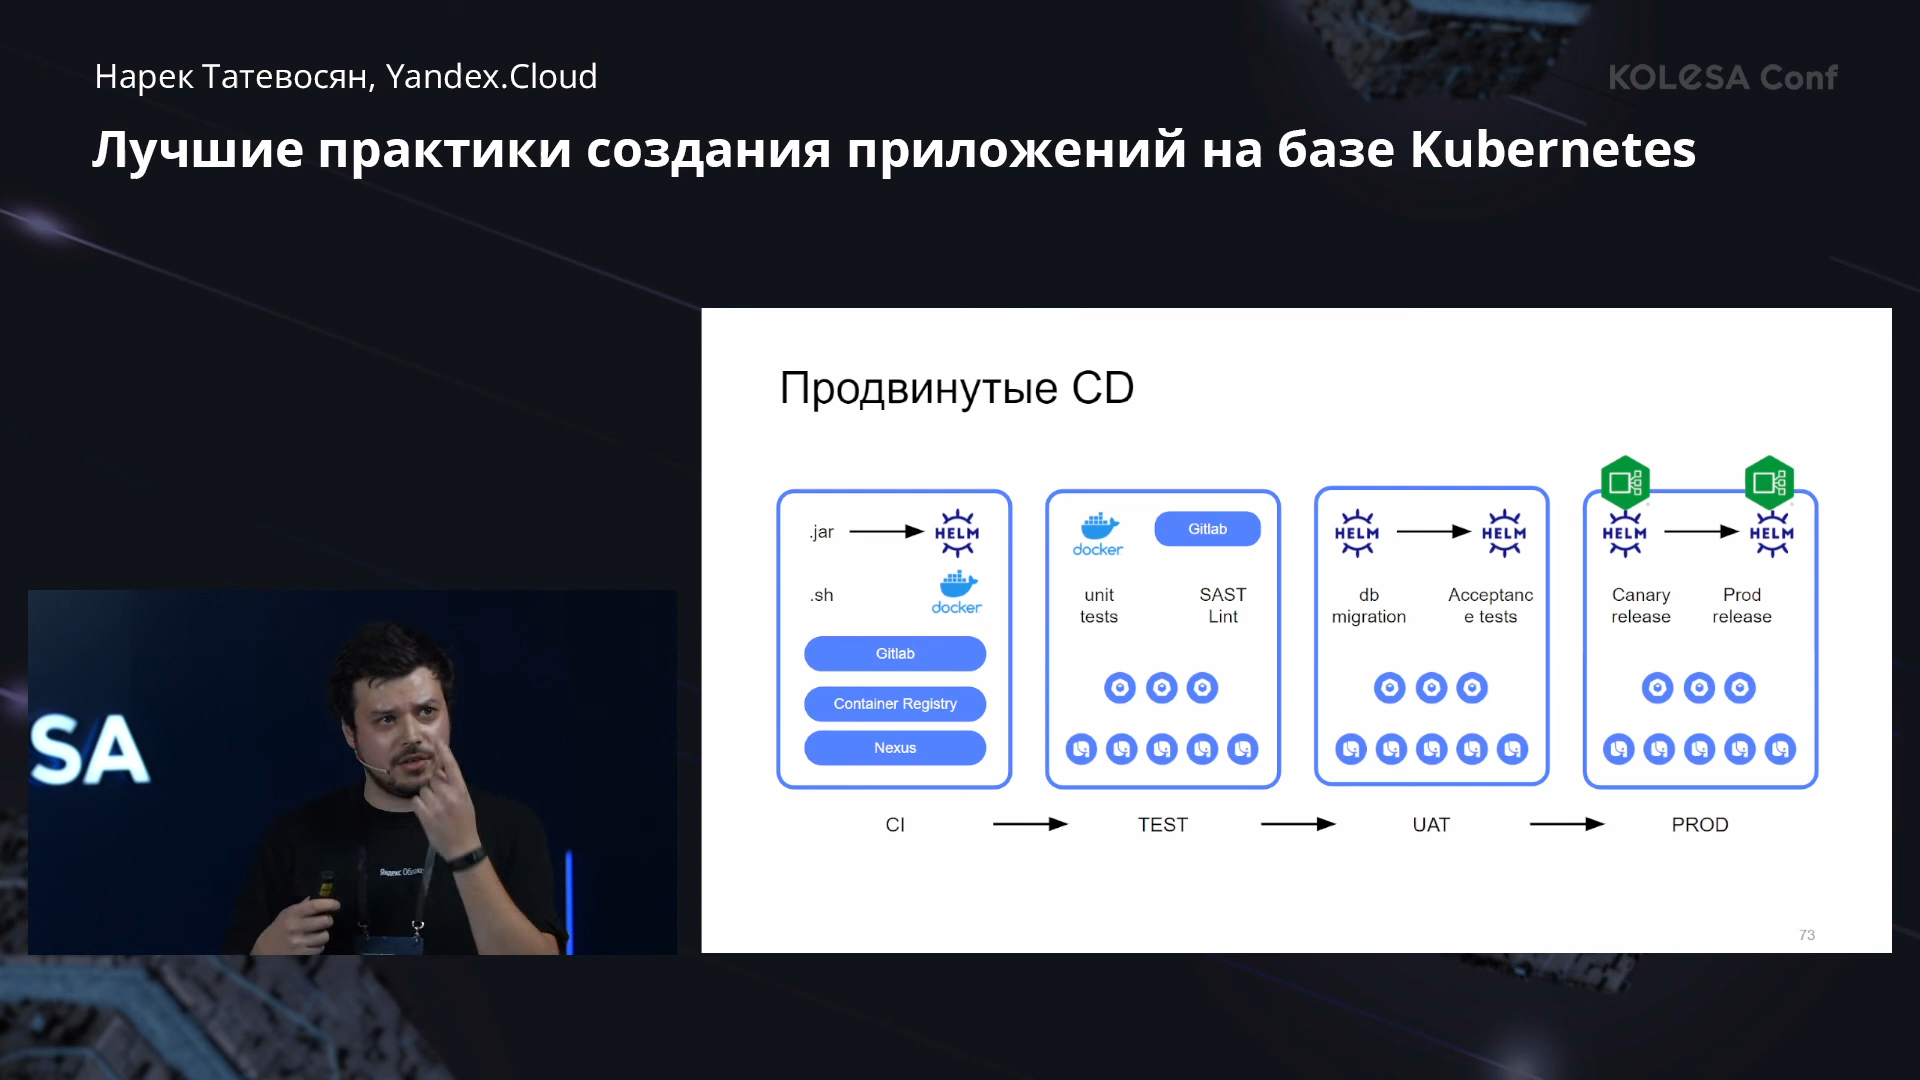 Нарек Татевосян, Yandex.Cloud
KOLESA Conf
Лучшие практики создания приложений на базе Kubernetes
Продвинутые CD
.jar
HELM
.sh
docker
Gitlab
Container Registry
Nexus
docker
Gitlab
unit
tests
SAST
Lint
HELM
HELM
db
migration
Acceptanc
e tests
HELM
HELM
Canary
release
Prod
release
CI
TEST
UAT
PROD
73
SA